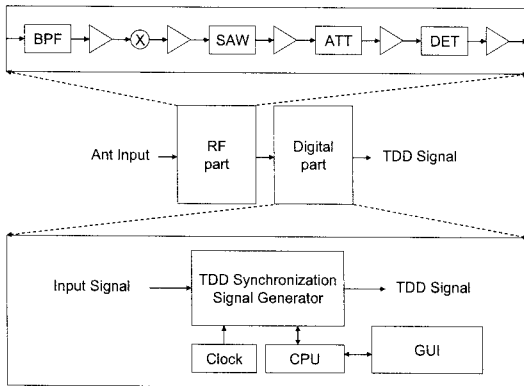 BPF X SAW ATT DET
Ant Input
RF
part
Digital
part
TDD Signal
Input Signal
TDD Synchronization
Signal Generator
TDD Signal
Clock
CPU
GUI